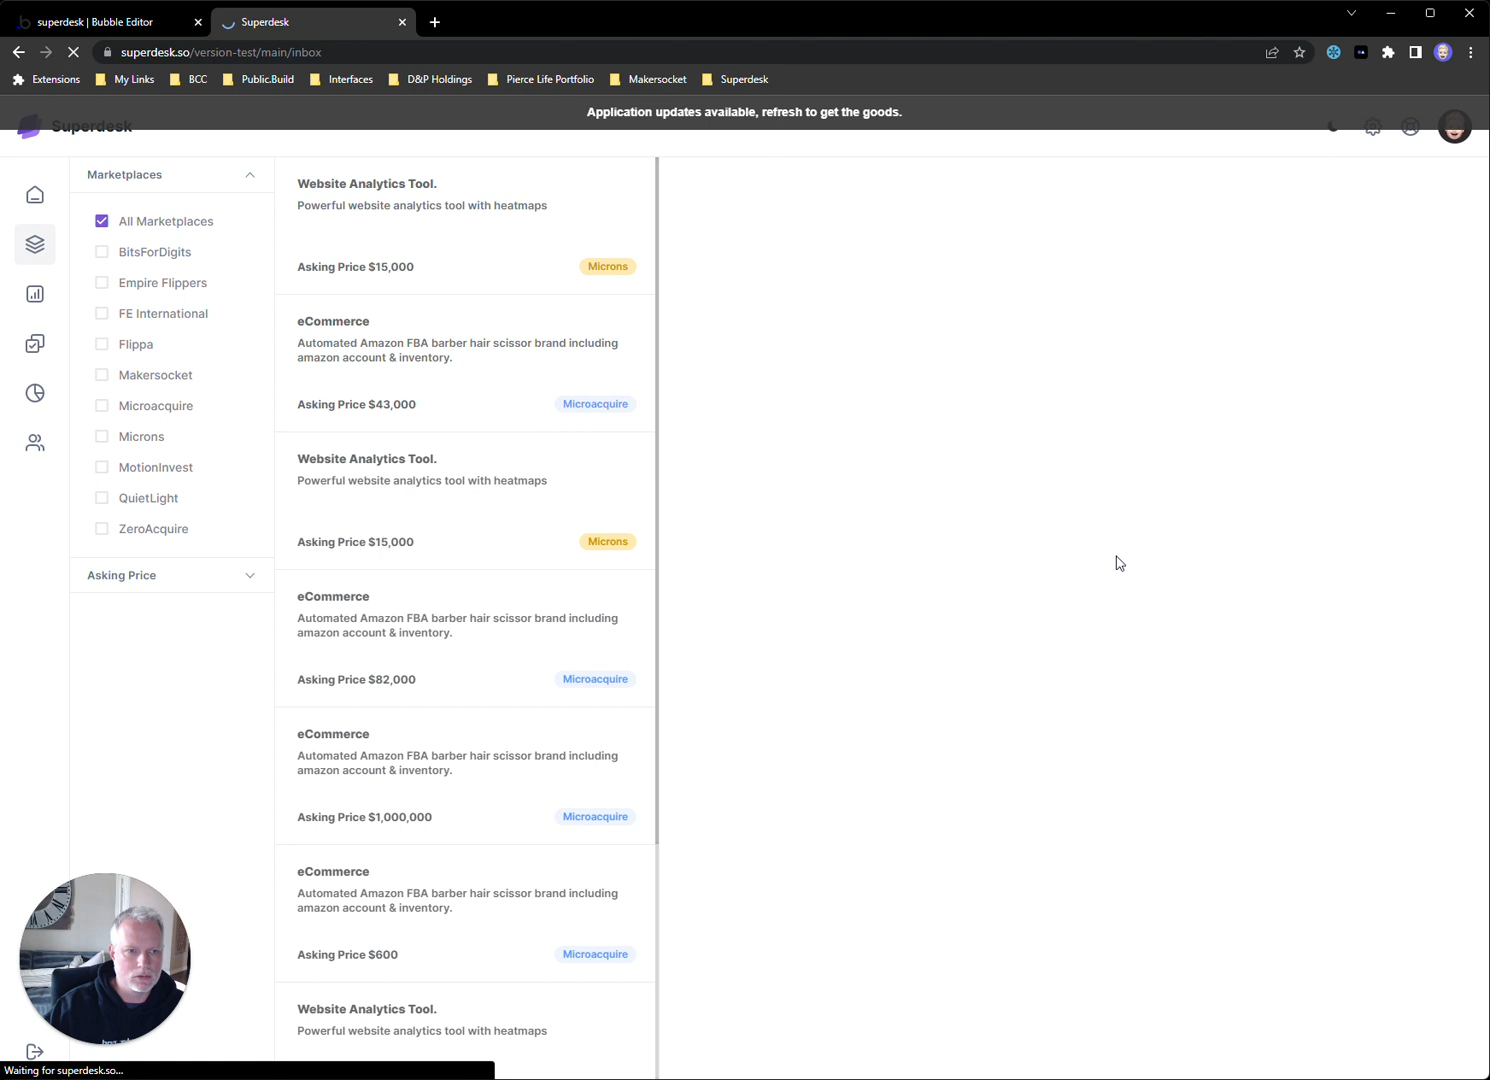 superdesk | Bubble Editor
Superdesk
superdesk.so/version-test/main/inbox
Extensions
My Links
BCC
Public.Build
Interfaces
D&P Holdings
Pierce Life Portfolio
Makersocket
Superdesk
Application updates available, refresh to get the goods.
Superdesk
Marketplaces
All Marketplaces
BitsForDigits
Empire Flippers
FE International
Flippa
Makersocket
Microacquire
Microns
MotionInvest
QuietLight
ZeroAcquire
Asking Price
Website Analytics Tool.
Powerful website analytics tool with heatmaps
Asking Price $15,000
Microns
eCommerce
Automated Amazon FBA barber hair scissor brand including
amazon account & inventory.
Asking Price $43,000
Microacquire
Website Analytics Tool.
Powerful website analytics tool with heatmaps
Asking Price $15,000
Microns
eCommerce
Automated Amazon FBA barber hair scissor brand including
amazon account & inventory.
Asking Price $82,000
Microacquire
eCommerce
Automated Amazon FBA barber hair scissor brand including
amazon account & inventory.
Asking Price $1,000,000
Microacquire
eCommerce
Automated Amazon FBA barber hair scissor brand including
amazon account & inventory.
Asking Price $600
Microacquire
Website Analytics Tool.
Powerful website analytics tool with heatmaps
Waiting for superdesk.so...